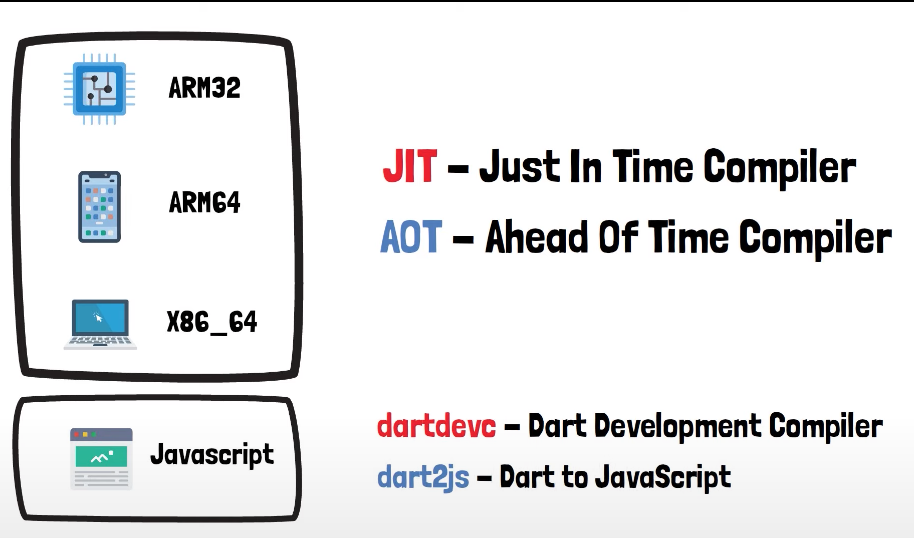 ARM32
ARM64
X86_64
JIT – Just In Time Compiler
AOT – Ahead Of Time Compiler
Javascript
dartdevc – Dart Development Compiler
dart2js – Dart to JavaScript